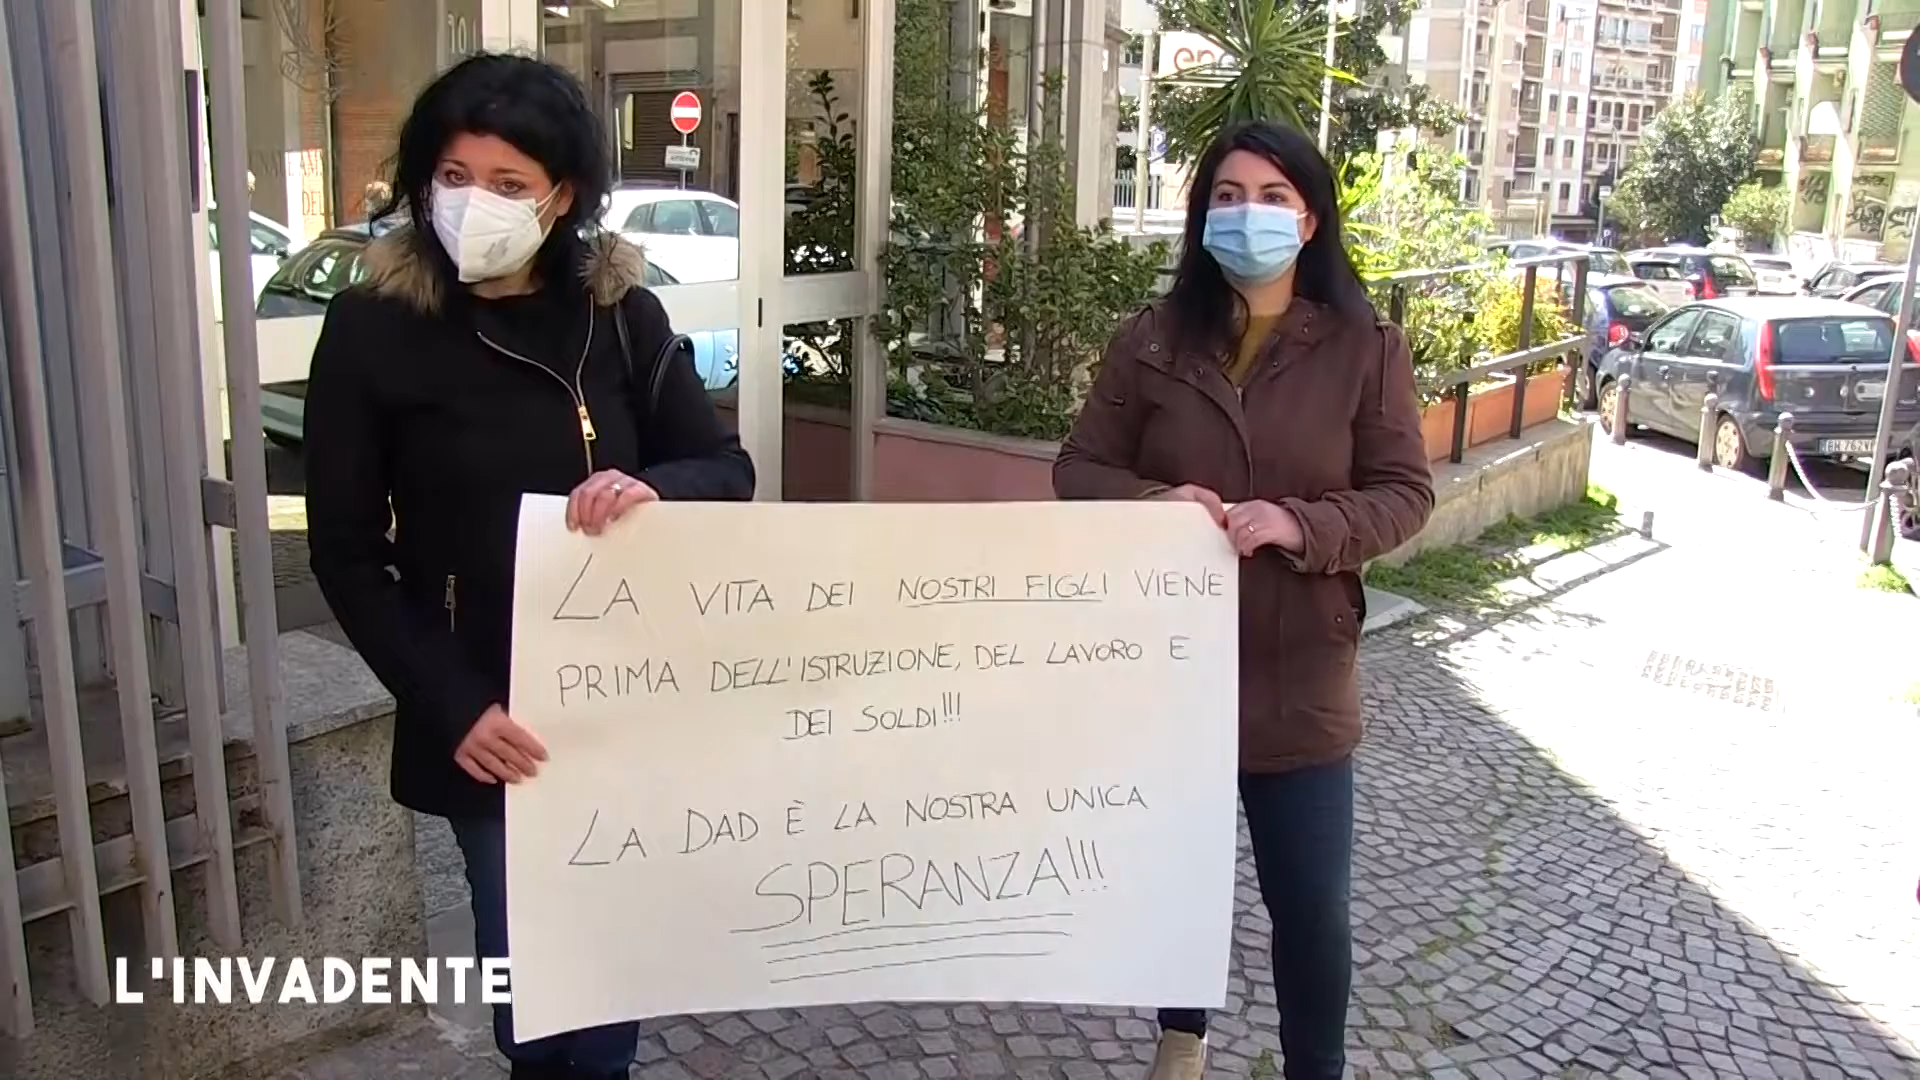 LA VITA DEI NOSTRI FIGLI VIENE
PRIMA DELL'ISTRUZIONE, DEL LAVORO E
DEI SOLDI!!!
LA DAD È LA NOSTRA UNICA
SPERANZA!!!
L'INVADENTE